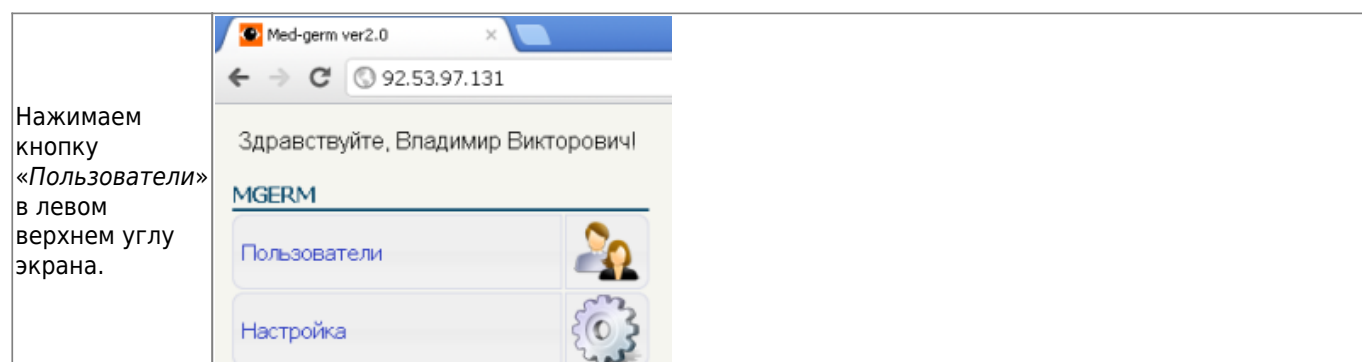 Нажимаем
кнопку
«Пользователи»
в левом
верхнем углу
экрана.
Med-germ ver2.0
92.53.97.131
Здравствуйте, Владимир Викторович!
MGERM
Пользователи
Настройка